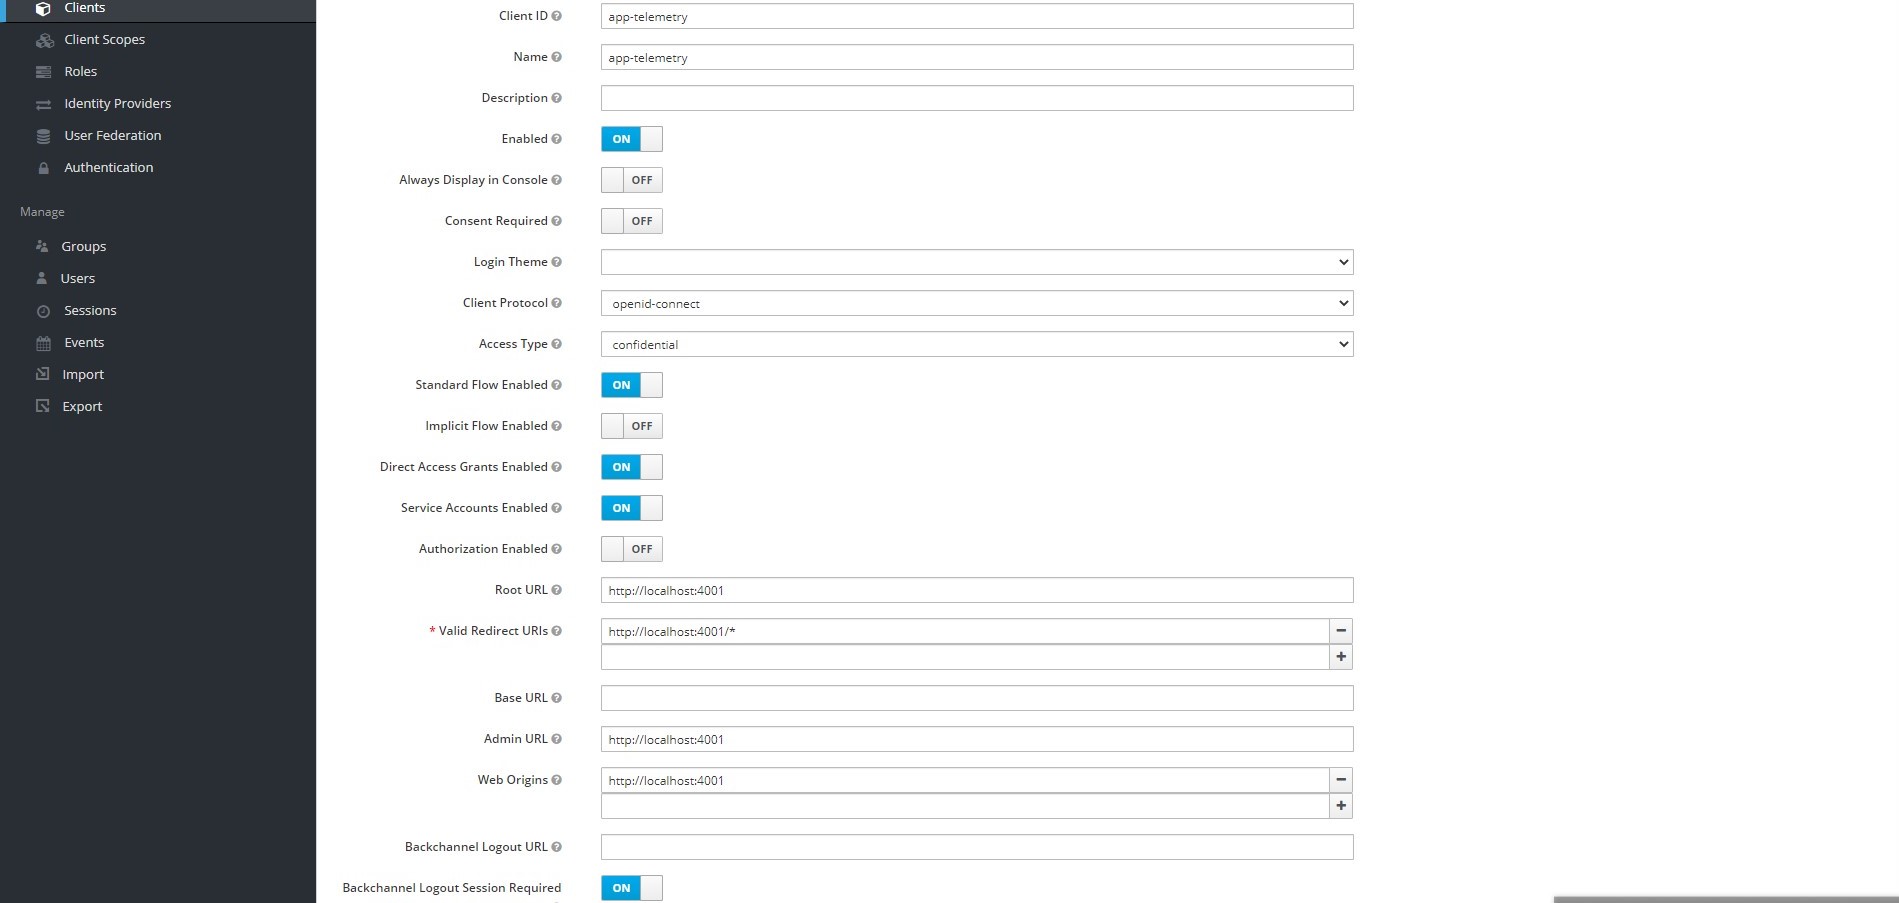 Clients
Client Scopes
Roles
Identity Providers
User Federation
Authentication
Manage
Groups
Users
Sessions
Events
Import
Export
Client ID app-telemetry
Name app-telemetry
Description
Enabled ON
Always Display in Console OFF
Consent Required OFF
Login Theme
Client Protocol openid-connect
Access Type confidential
Standard Flow Enabled ON
Implicit Flow Enabled OFF
Direct Access Grants Enabled ON
Service Accounts Enabled ON
Authorization Enabled OFF
Root URL http://localhost:4001
* Valid Redirect URIs http://localhost:4001/*
Base URL
Admin URL http://localhost:4001
Web Origins http://localhost:4001
Backchannel Logout URL
Backchannel Logout Session Required ON